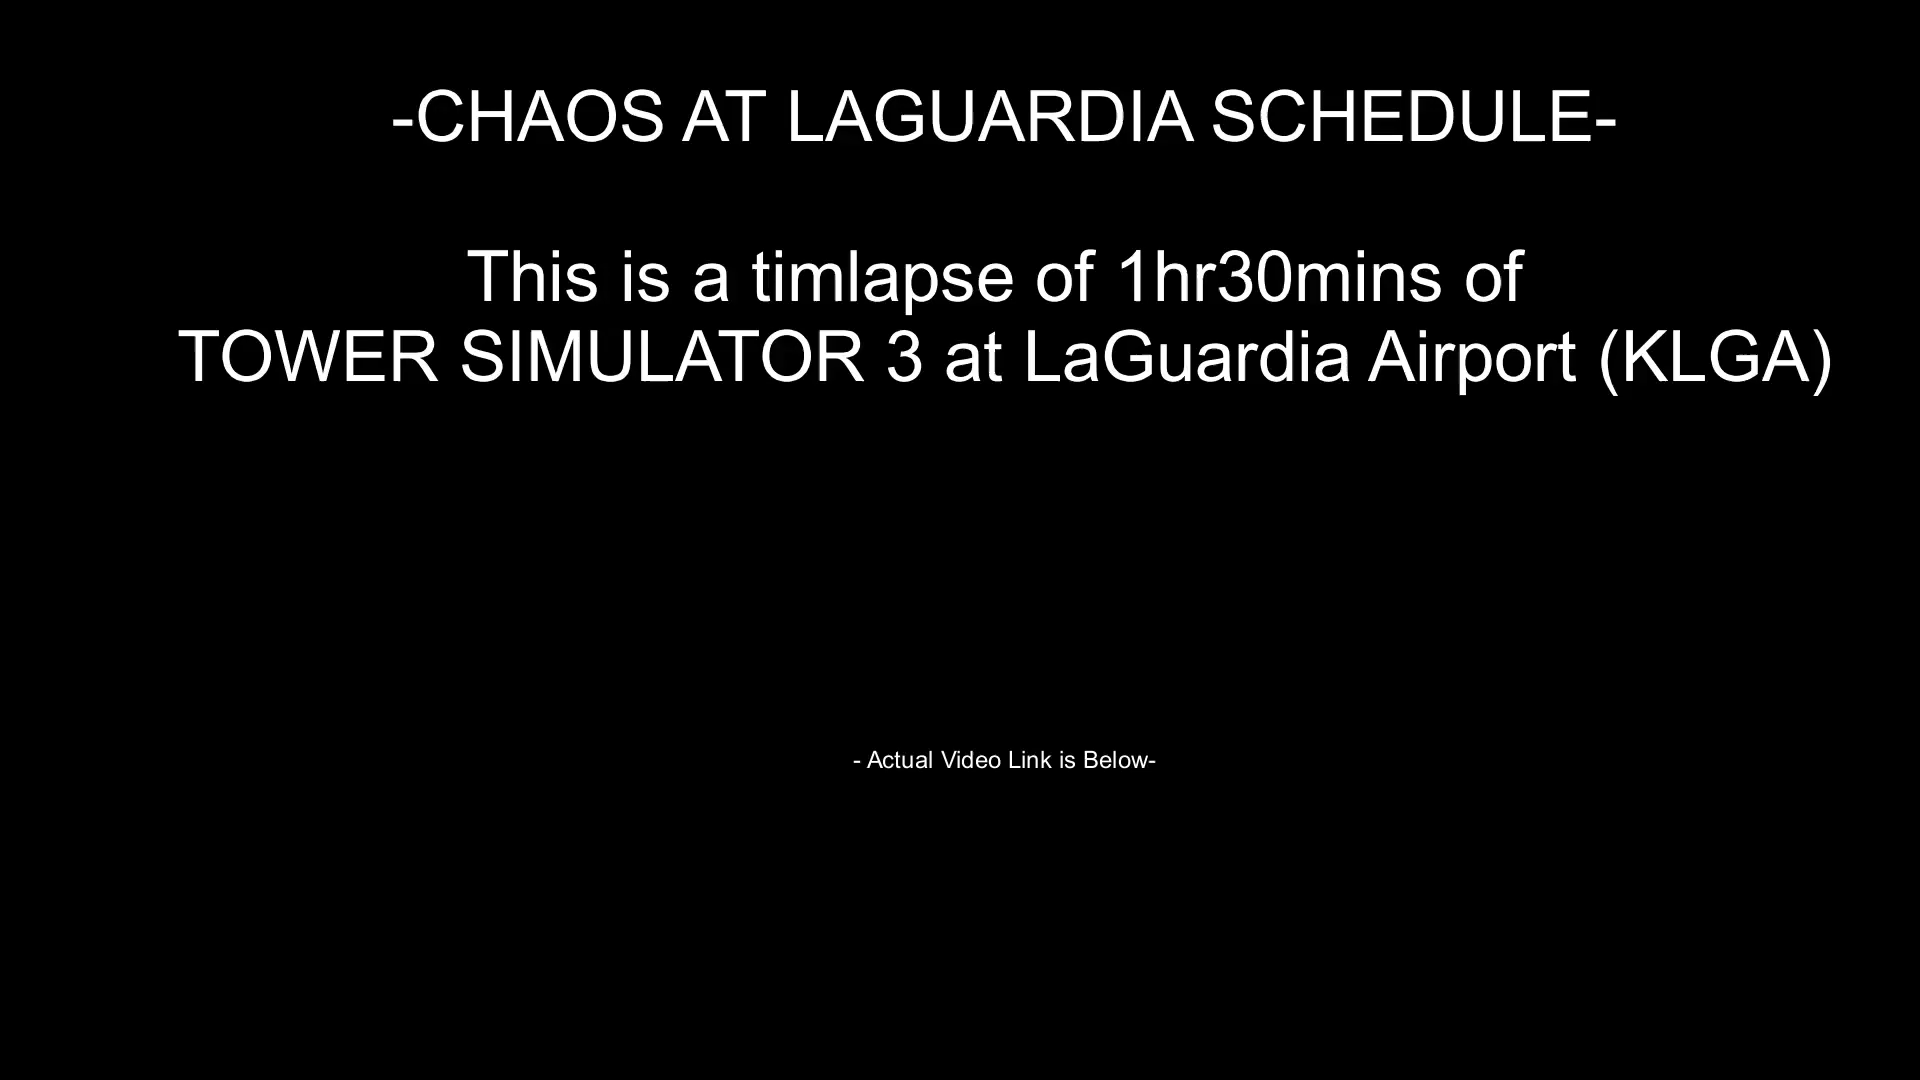 -CHAOS AT LAGUARDIA SCHEDULE-
This is a timlapse of 1hr30mins of
TOWER SIMULATOR 3 at LaGuardia Airport (KLGA)
- Actual Video Link is Below-